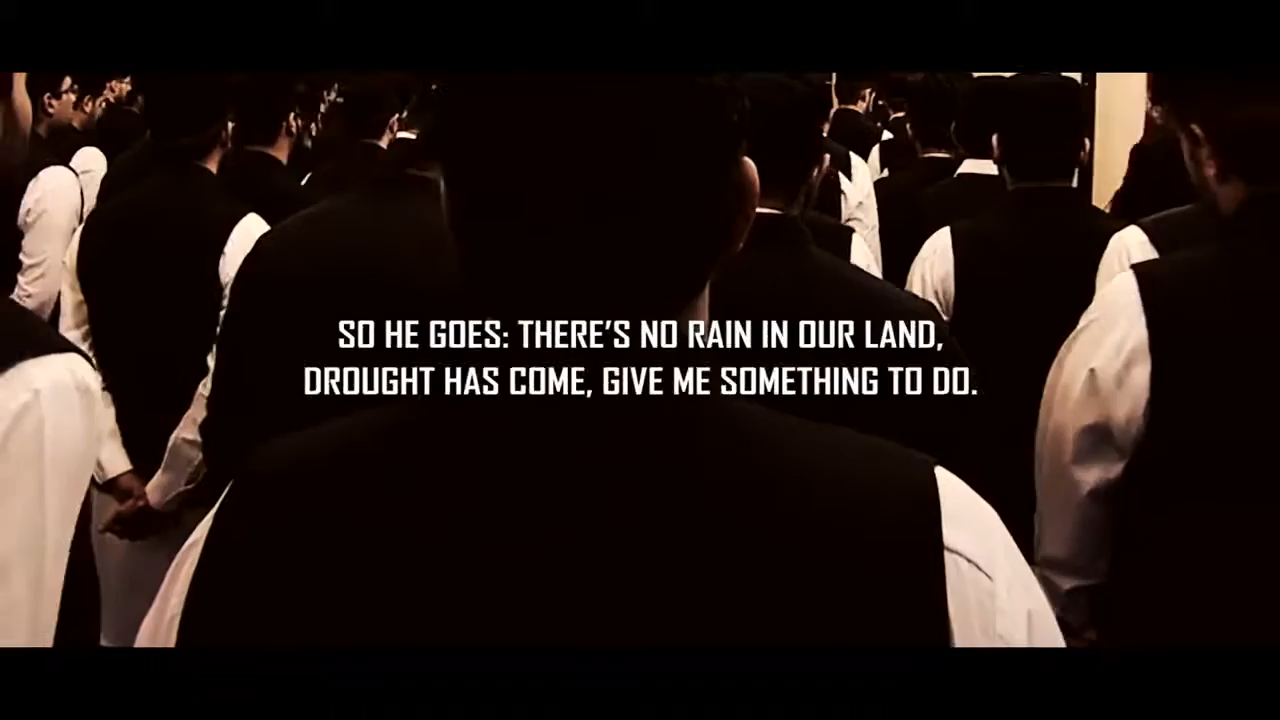 SO HE GOES: THERE'S NO RAIN IN OUR LAND,
DROUGHT HAS COME, GIVE ME SOMETHING TO DO.